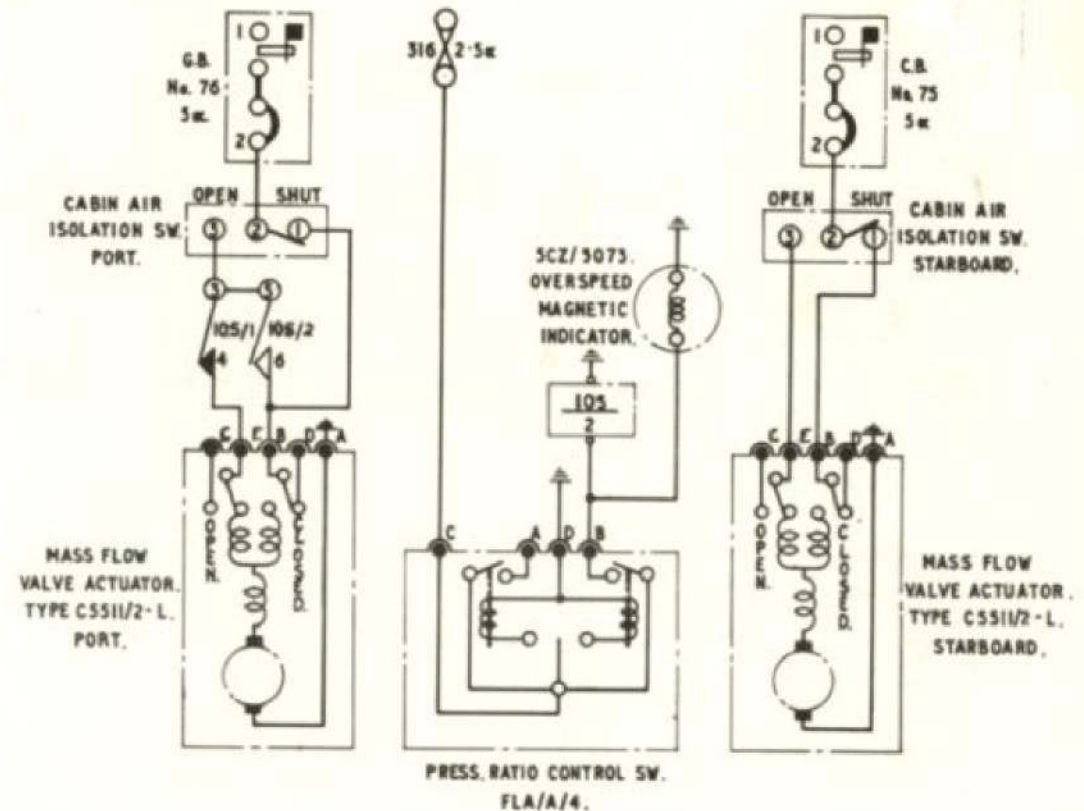 1
G.B.
No. 76
5a.
2
OPEN SHUT
CABIN AIR
ISOLATION SW.
PORT.
3 2 1
3 5
105/1 106/2
4 6
C E B D A
OPEN.
CLOSED
MASS FLOW
VALVE ACTUATOR.
TYPE C5511/2-L.
PORT.
316 2·5a
5CZ/5073.
OVERSPEED
MAGNETIC
INDICATOR.
105
2
C A D B
PRESS. RATIO CONTROL SW.
FLA/A/4.
1
C.B.
No 75
5a
2
OPEN SHUT
CABIN AIR
ISOLATION SW.
STARBOARD.
3 2 1
C E B D A
OPEN.
CLOSED
MASS FLOW
VALVE ACTUATOR.
TYPE C5511/2-L.
STARBOARD.